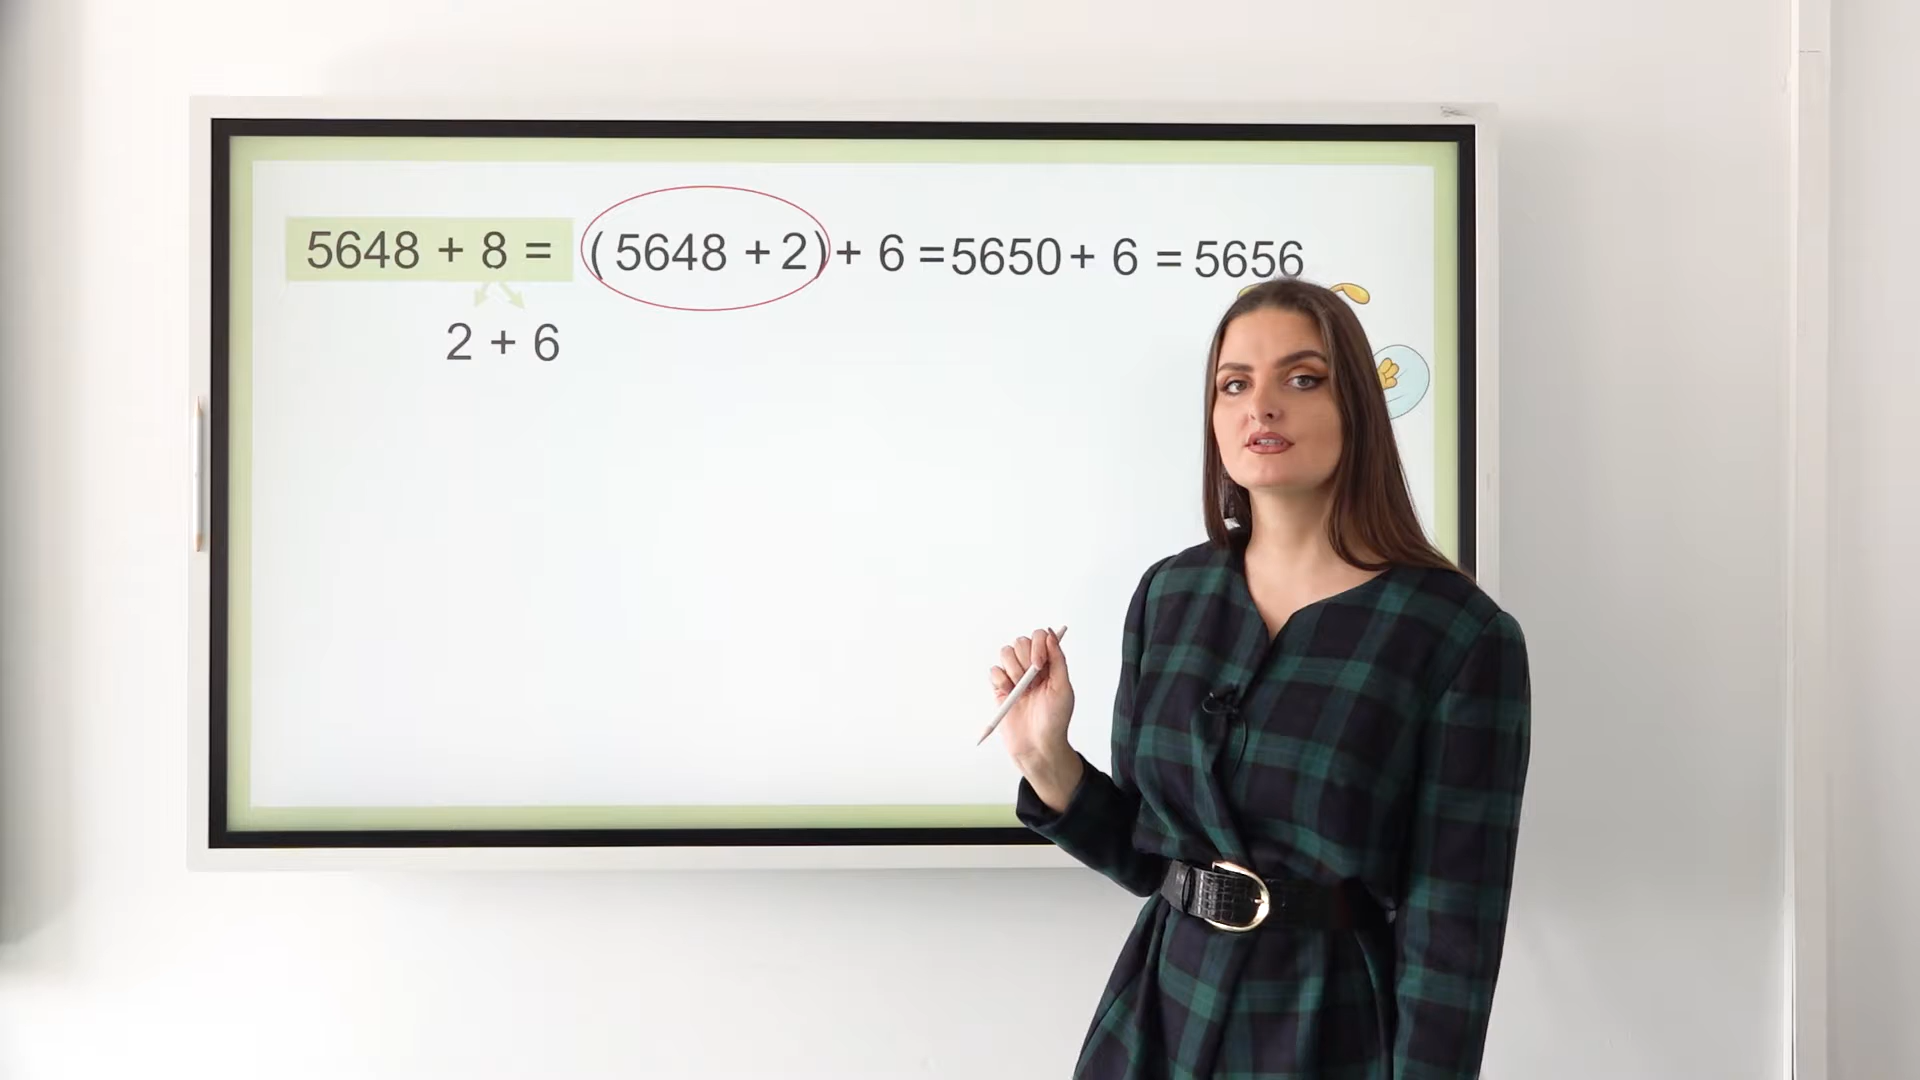 5648 + 8 = (5648 + 2) + 6 = 5650 + 6 = 5656
2 + 6